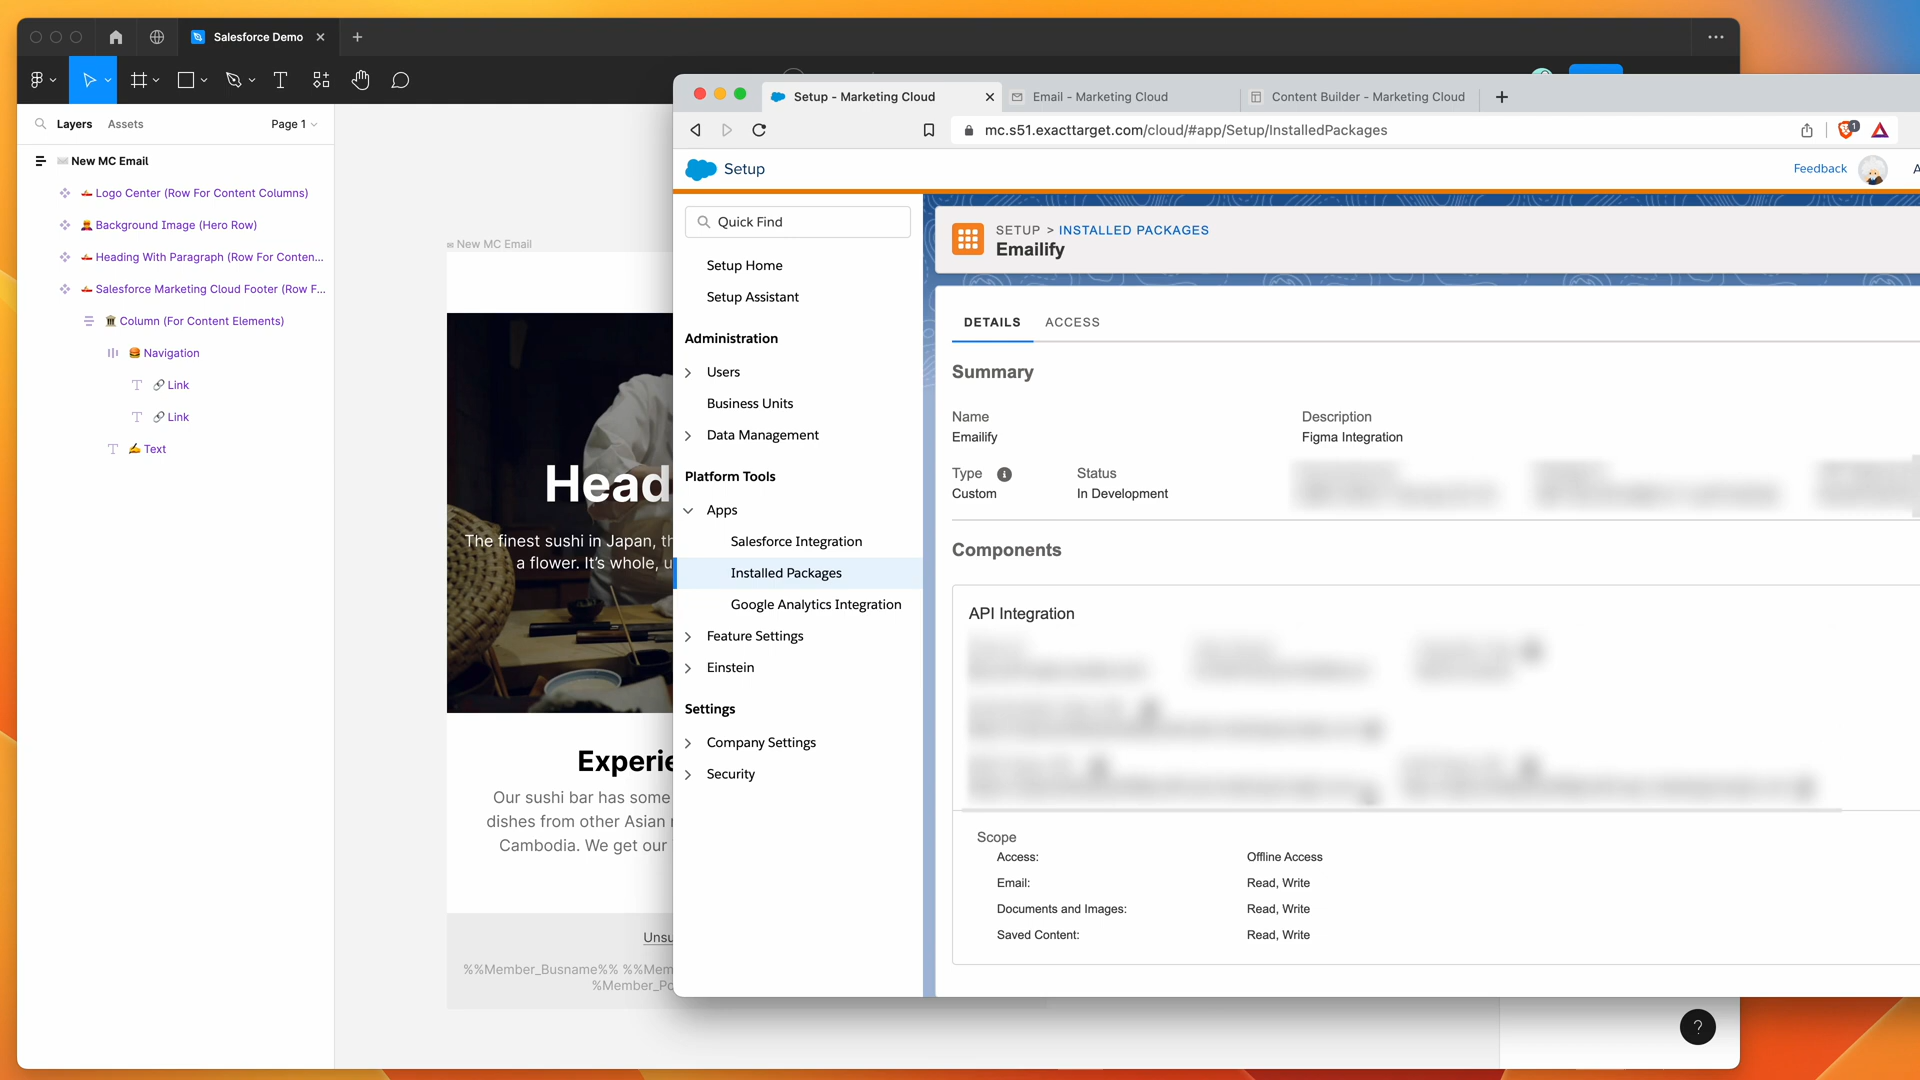 Salesforce Demo
Layers
Assets
Page 1
New MC Email
Logo Center (Row For Content Columns)
Background Image (Hero Row)
Heading With Paragraph (Row For Conten...
Salesforce Marketing Cloud Footer (Row F...
Column (For Content Elements)
Navigation
Link
Link
Text
New MC Email
Head
The finest sushi in Japan, th
a flower. It's whole, u
Experie
Our sushi bar has some
dishes from other Asian
Cambodia. We get our
Unsu
%%Member_Busname%% %%Mem
%Member_Po
Setup - Marketing Cloud
Email - Marketing Cloud
Content Builder - Marketing Cloud
mc.s51.exacttarget.com/cloud/#app/Setup/InstalledPackages
1
Setup
Feedback
A
Quick Find
Setup Home
Setup Assistant
Administration
Users
Business Units
Data Management
Platform Tools
Apps
Salesforce Integration
Installed Packages
Google Analytics Integration
Feature Settings
Einstein
Settings
Company Settings
Security
SETUP > INSTALLED PACKAGES
Emailify
DETAILS
ACCESS
Summary
Name
Description
Emailify
Figma Integration
Type
Status
Custom
In Development
Components
API Integration
Scope
Access:
Offline Access
Email:
Read, Write
Documents and Images:
Read, Write
Saved Content:
Read, Write
?